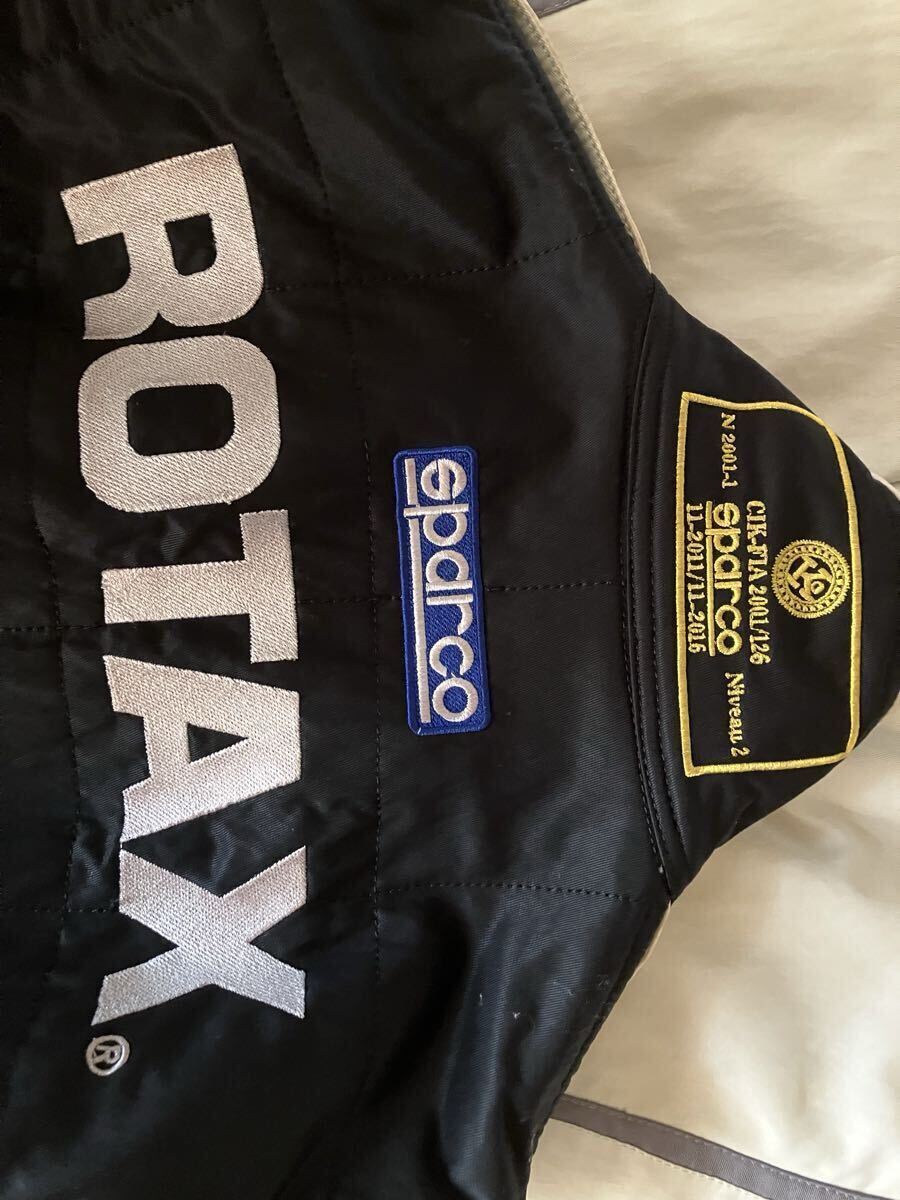 N 2001-1
CIK-FIA 2001/126
sparco
Niveau 2
11-2011/11-2016
sparco
ROTAX®